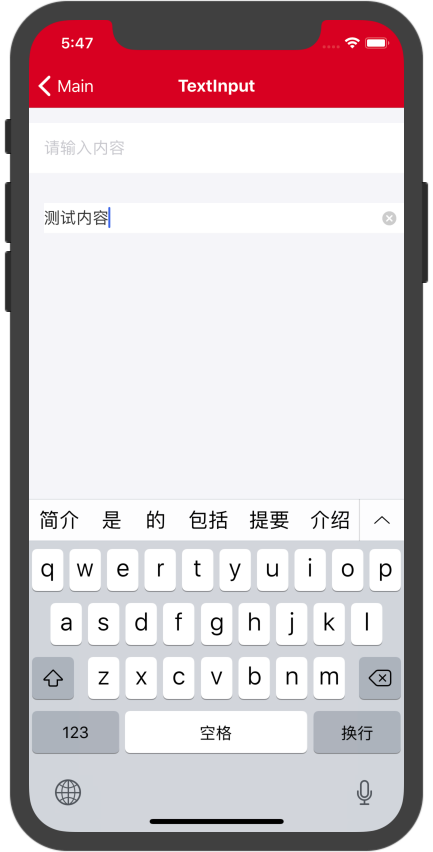 5:47
Main TextInput
请输入内容
测试内容
简介 是 的 包括 提要 介绍
q w e r t y u i o p
a s d f g h j k l
z x c v b n m
123 空格 换行